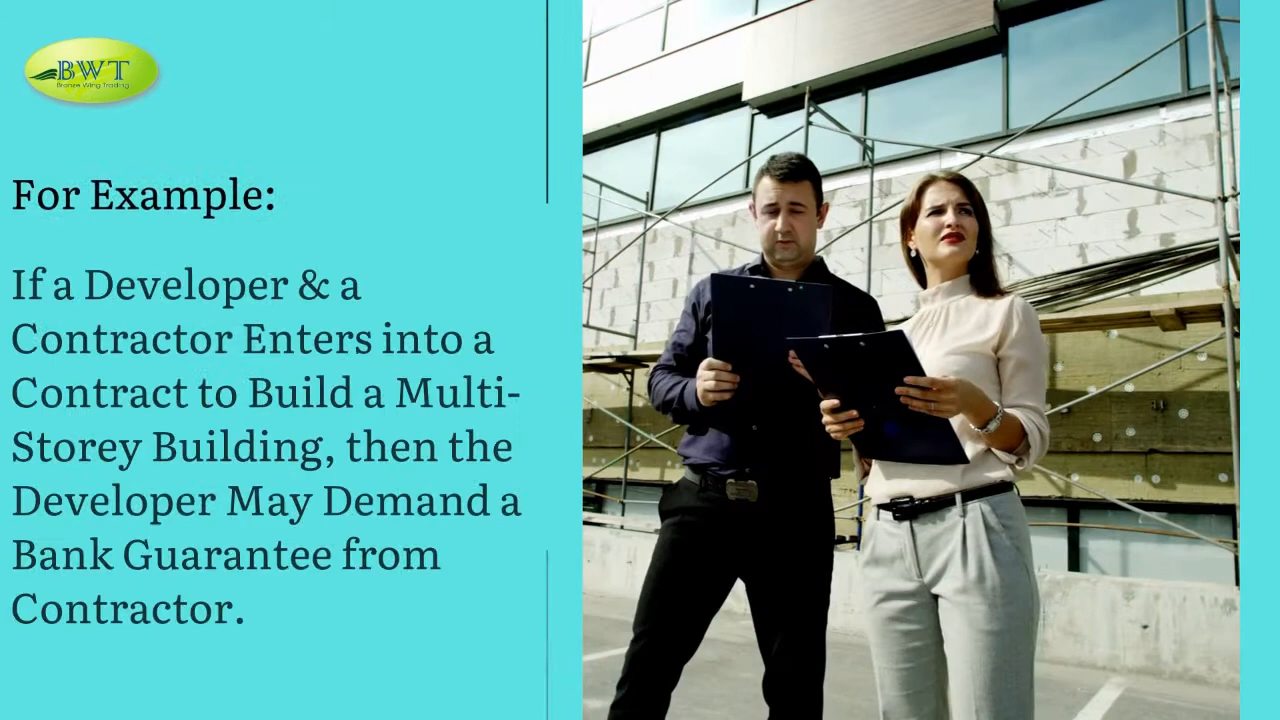 BWT
Bronze Wing Trading
For Example:
If a Developer & a
Contractor Enters into a
Contract to Build a Multi-
Storey Building, then the
Developer May Demand a
Bank Guarantee from
Contractor.